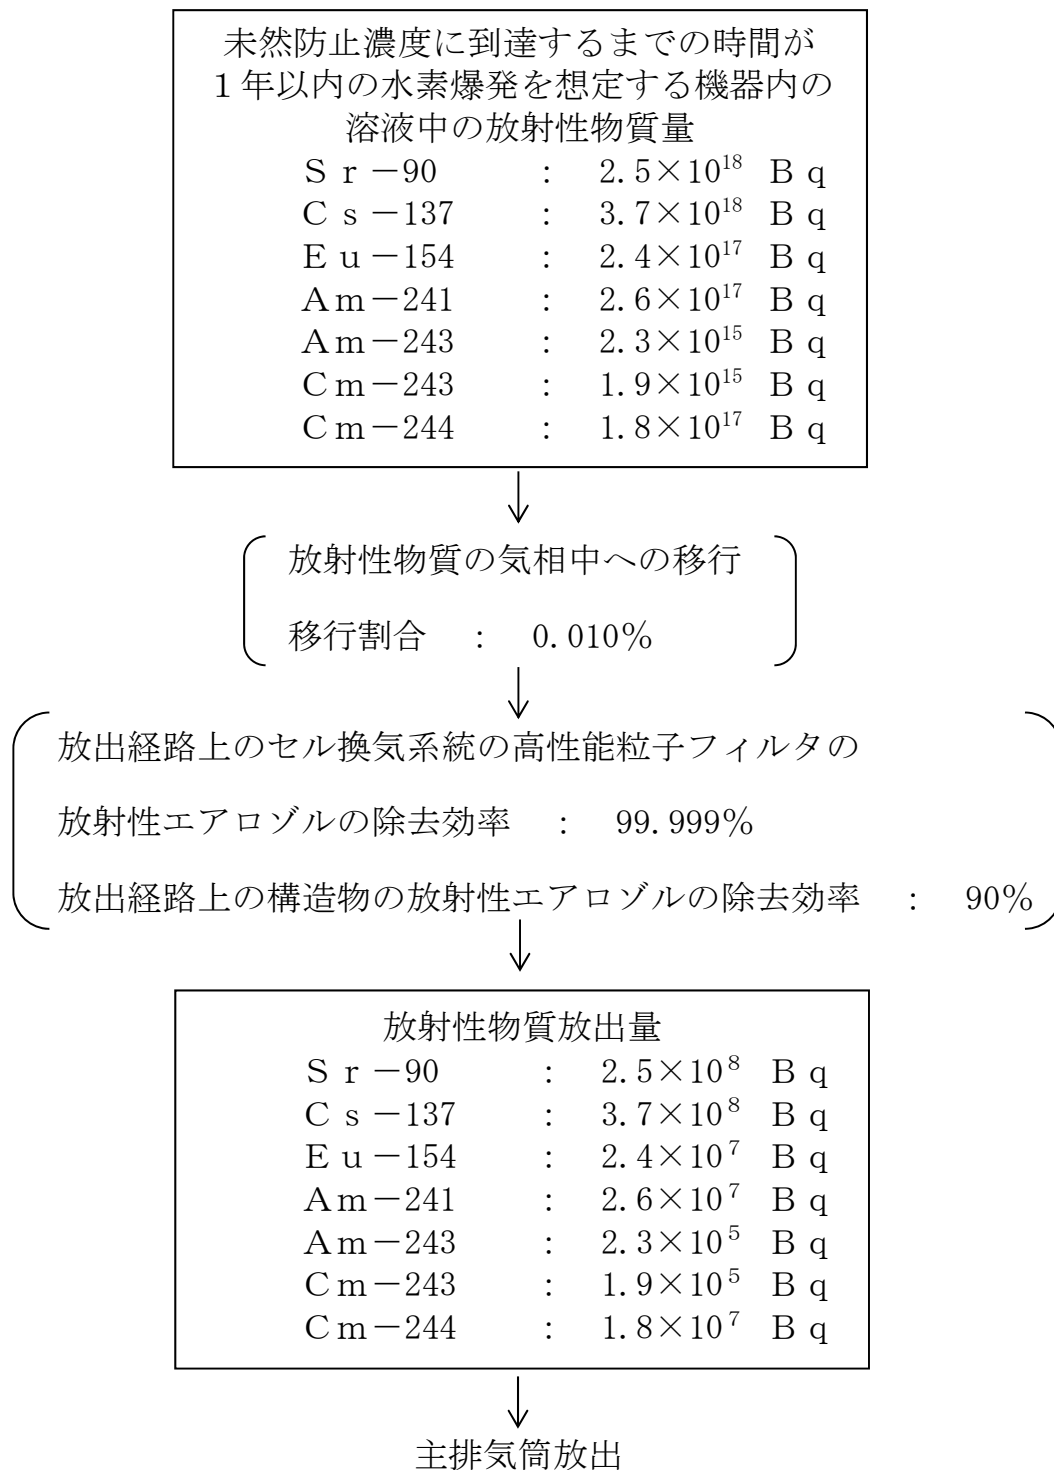 未然防止濃度に到達するまでの時間が
１年以内の水素爆発を想定する機器内の
溶液中の放射性物質量
Ｓｒ－90 : 2.5×10¹⁸ Ｂｑ
Ｃｓ－137 : 3.7×10¹⁸ Ｂｑ
Ｅｕ－154 : 2.4×10¹⁷ Ｂｑ
Ａｍ－241 : 2.6×10¹⁷ Ｂｑ
Ａｍ－243 : 2.3×10¹⁵ Ｂｑ
Ｃｍ－243 : 1.9×10¹⁵ Ｂｑ
Ｃｍ－244 : 1.8×10¹⁷ Ｂｑ
放射性物質の気相中への移行
移行割合 : 0.010％
放出経路上のセル換気系統の高性能粒子フィルタの
放射性エアロゾルの除去効率 : 99.999％
放出経路上の構造物の放射性エアロゾルの除去効率 : 90％
放射性物質放出量
Ｓｒ－90 : 2.5×10⁸ Ｂｑ
Ｃｓ－137 : 3.7×10⁸ Ｂｑ
Ｅｕ－154 : 2.4×10⁷ Ｂｑ
Ａｍ－241 : 2.6×10⁷ Ｂｑ
Ａｍ－243 : 2.3×10⁵ Ｂｑ
Ｃｍ－243 : 1.9×10⁵ Ｂｑ
Ｃｍ－244 : 1.8×10⁷ Ｂｑ
主排気筒放出